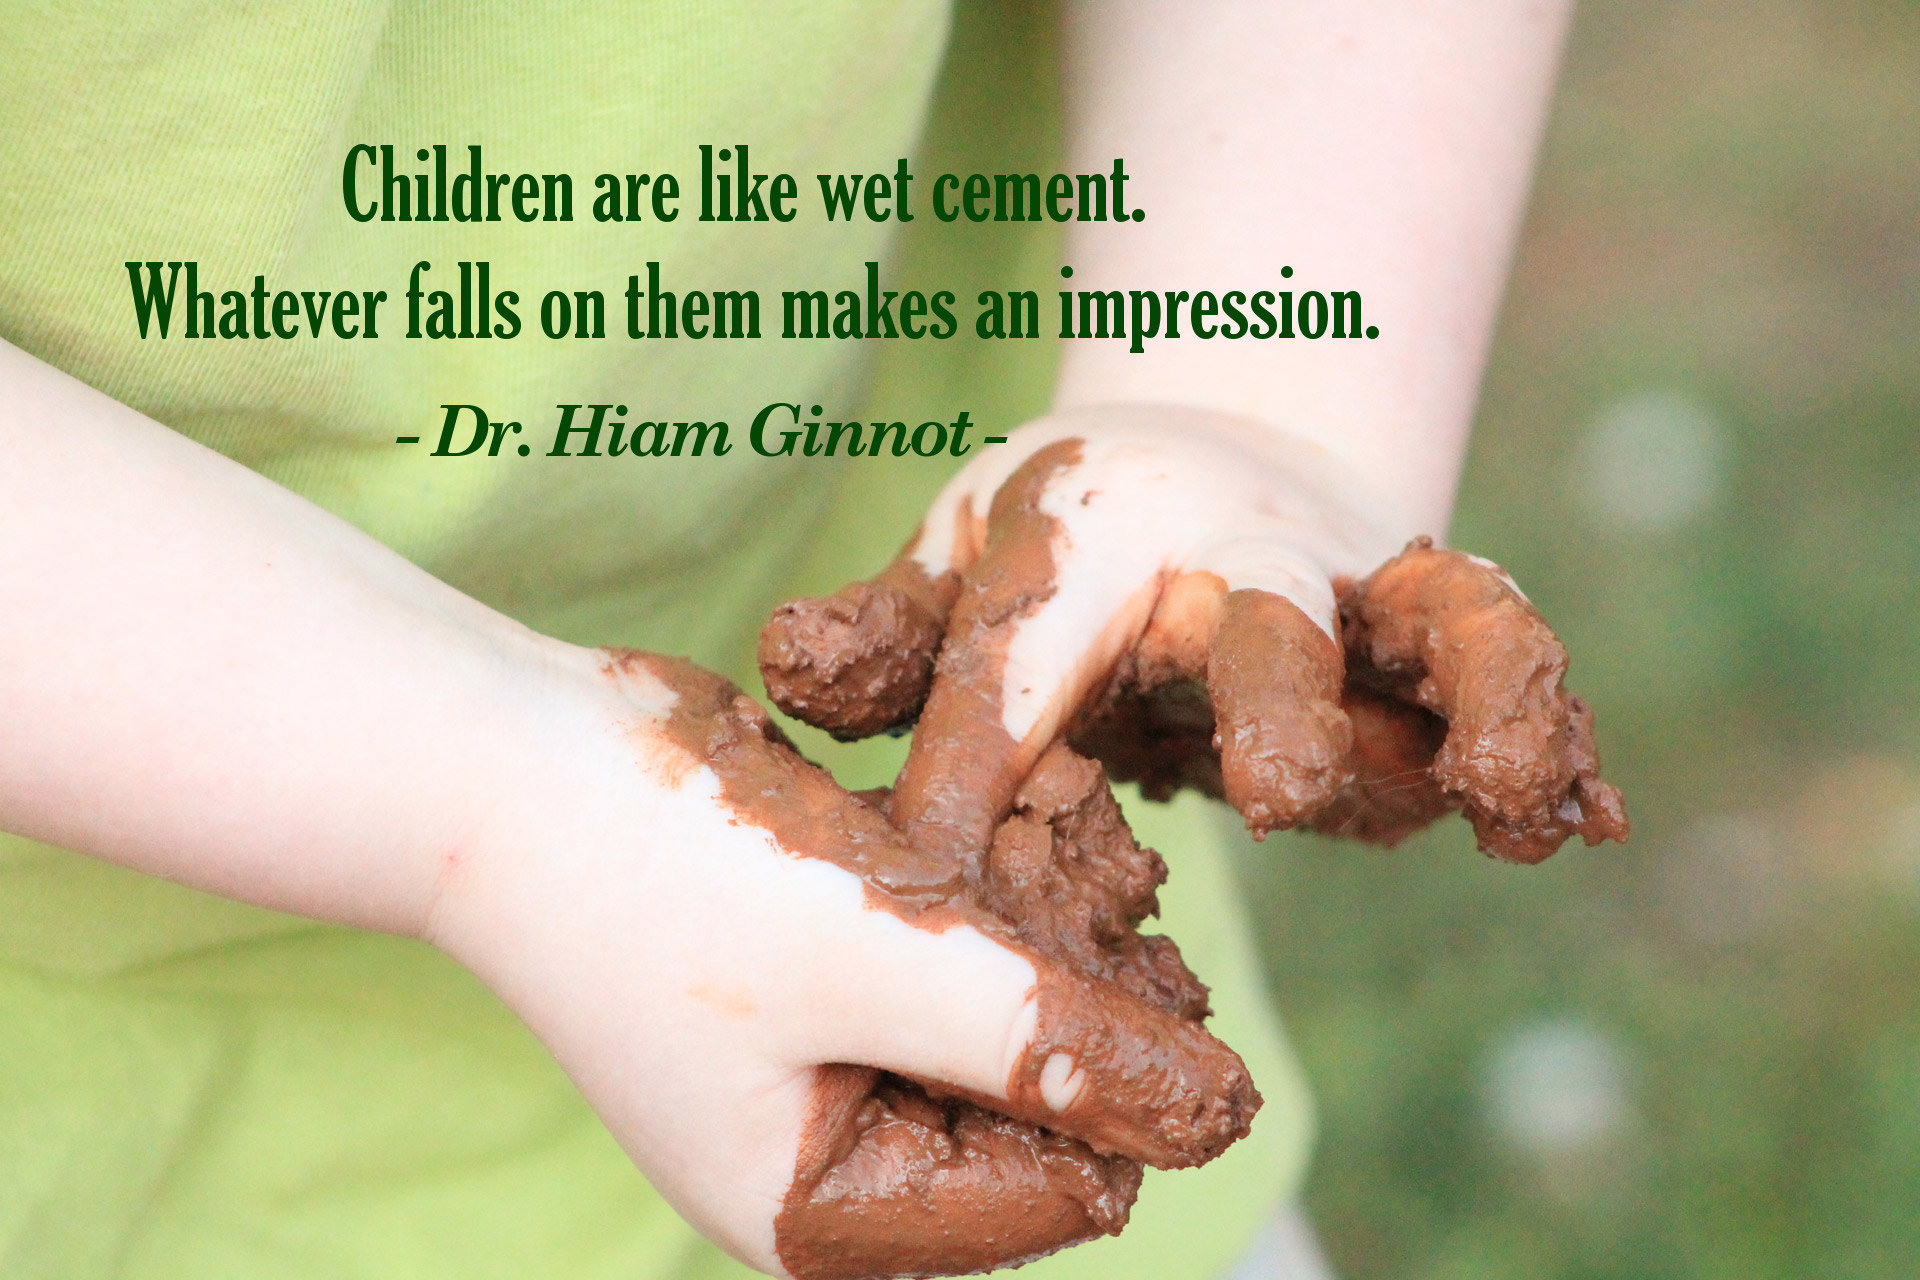 Children are like wet cement.
Whatever falls on them makes an impression.
- Dr. Hiam Ginnot -